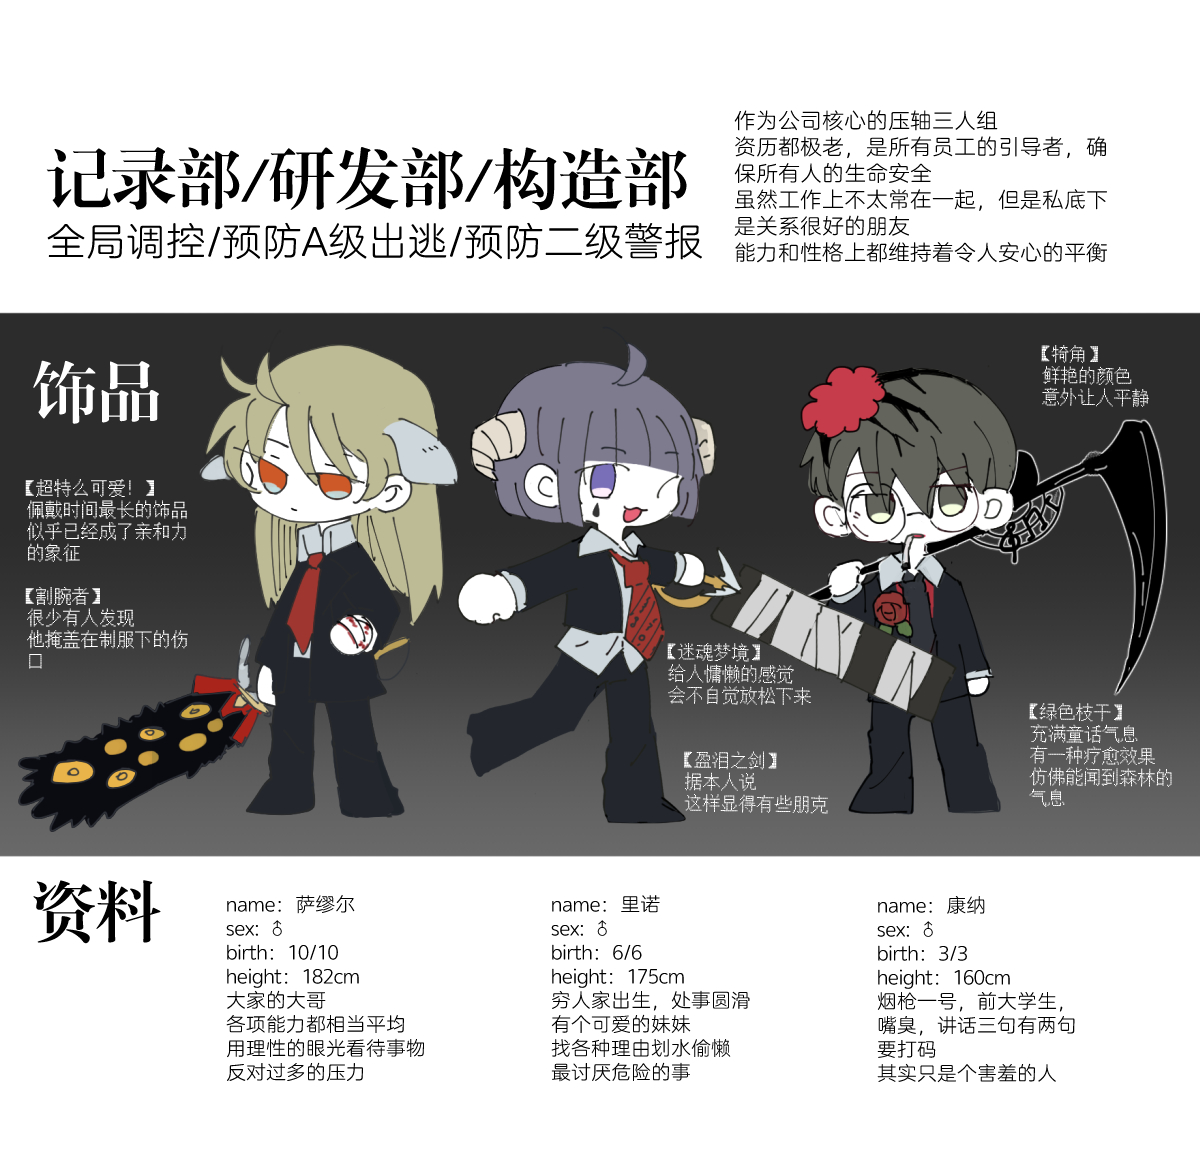 记录部/研发部/构造部
全局调控/预防A级出逃/预防二级警报
作为公司核心的压轴三人组
资历都极老，是所有员工的引导者，确
保所有人的生命安全
虽然工作上不太常在一起，但是私底下
是关系很好的朋友
能力和性格上都维持着令人安心的平衡
饰品
【超特么可爱！】
佩戴时间最长的饰品
似乎已经成了亲和力
的象征
【割腕者】
很少有人发现
他掩盖在制服下的伤
口
【迷魂梦境】
给人慵懒的感觉
会不自觉放松下来
【盈泪之剑】
据本人说
这样显得有些朋克
【犄角】
鲜艳的颜色
意外让人平静
【绿色枝干】
充满童话气息
有一种疗愈效果
仿佛能闻到森林的
气息
资料
name：萨缪尔
sex：♂
birth：10/10
height：182cm
大家的大哥
各项能力都相当平均
用理性的眼光看待事物
反对过多的压力
name：里诺
sex：♂
birth：6/6
height：175cm
穷人家出生，处事圆滑
有个可爱的妹妹
找各种理由划水偷懒
最讨厌危险的事
name：康纳
sex：♂
birth：3/3
height：160cm
烟枪一号，前大学生，
嘴臭，讲话三句有两句
要打码
其实只是个害羞的人